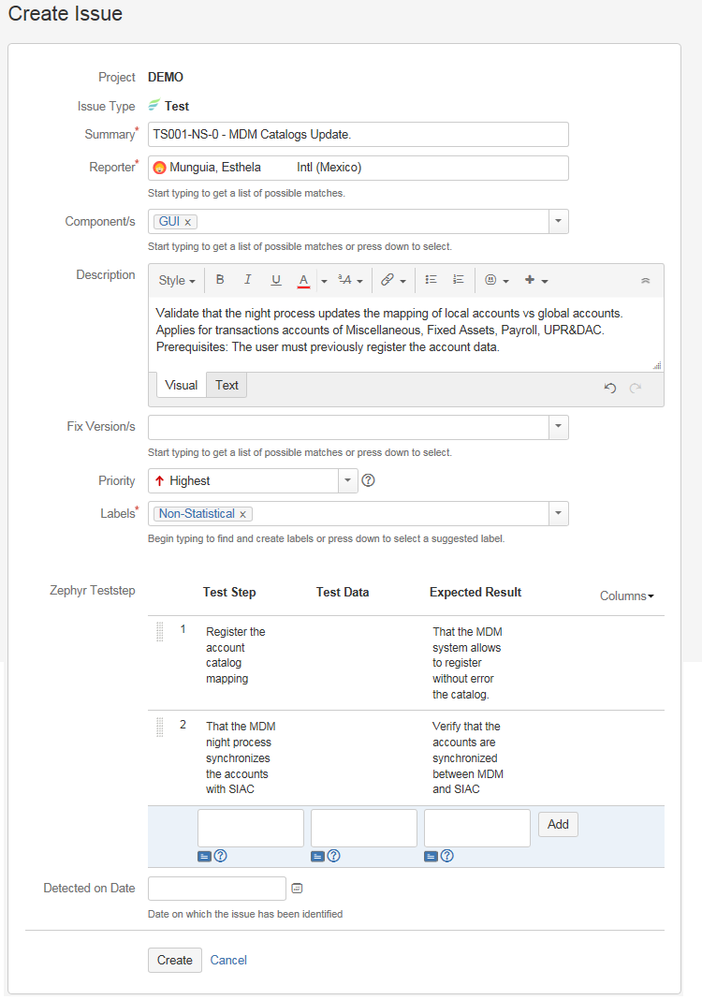 Create Issue
Project DEMO
Issue Type Test
Summary* TS001-NS-0 - MDM Catalogs Update.
Reporter* Munguia, Esthela Intl (Mexico)
Start typing to get a list of possible matches.
Component/s GUI x
Start typing to get a list of possible matches or press down to select.
Description Style B I U A ªA
Validate that the night process updates the mapping of local accounts vs global accounts.
Applies for transactions accounts of Miscellaneous, Fixed Assets, Payroll, UPR&DAC.
Prerequisites: The user must previously register the account data.
Visual Text
Fix Version/s
Start typing to get a list of possible matches or press down to select.
Priority Highest ?
Labels* Non-Statistical x
Begin typing to find and create labels or press down to select a suggested label.
Zephyr Teststep Test Step Test Data Expected Result Columns
1 Register the That the MDM
account system allows
catalog to register
mapping without error
the catalog.
2 That the MDM Verify that the
night process accounts are
synchronizes synchronized
the accounts between MDM
with SIAC and SIAC
Add
? ? ?
Detected on Date
Date on which the issue has been identified
Create Cancel